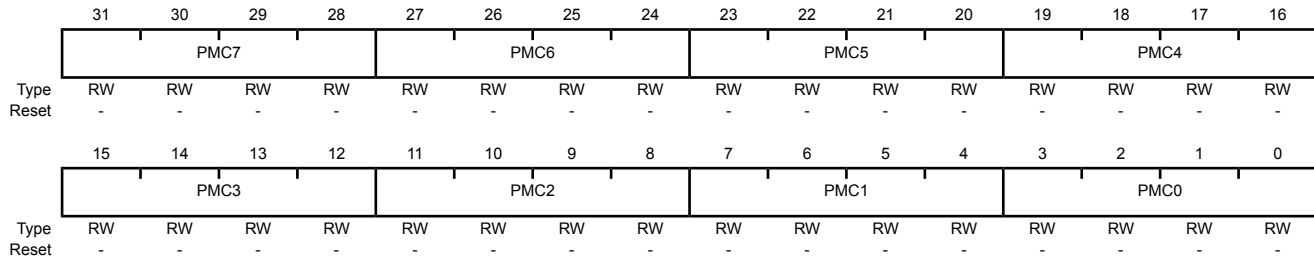 31 30 29 28 27 26 25 24 23 22 21 20 19 18 17 16
PMC7 PMC6 PMC5 PMC4
Type RW RW RW RW RW RW RW RW RW RW RW RW RW RW RW RW
Reset - - - - - - - - - - - - - - - -
15 14 13 12 11 10 9 8 7 6 5 4 3 2 1 0
PMC3 PMC2 PMC1 PMC0
Type RW RW RW RW RW RW RW RW RW RW RW RW RW RW RW RW
Reset - - - - - - - - - - - - - - - -